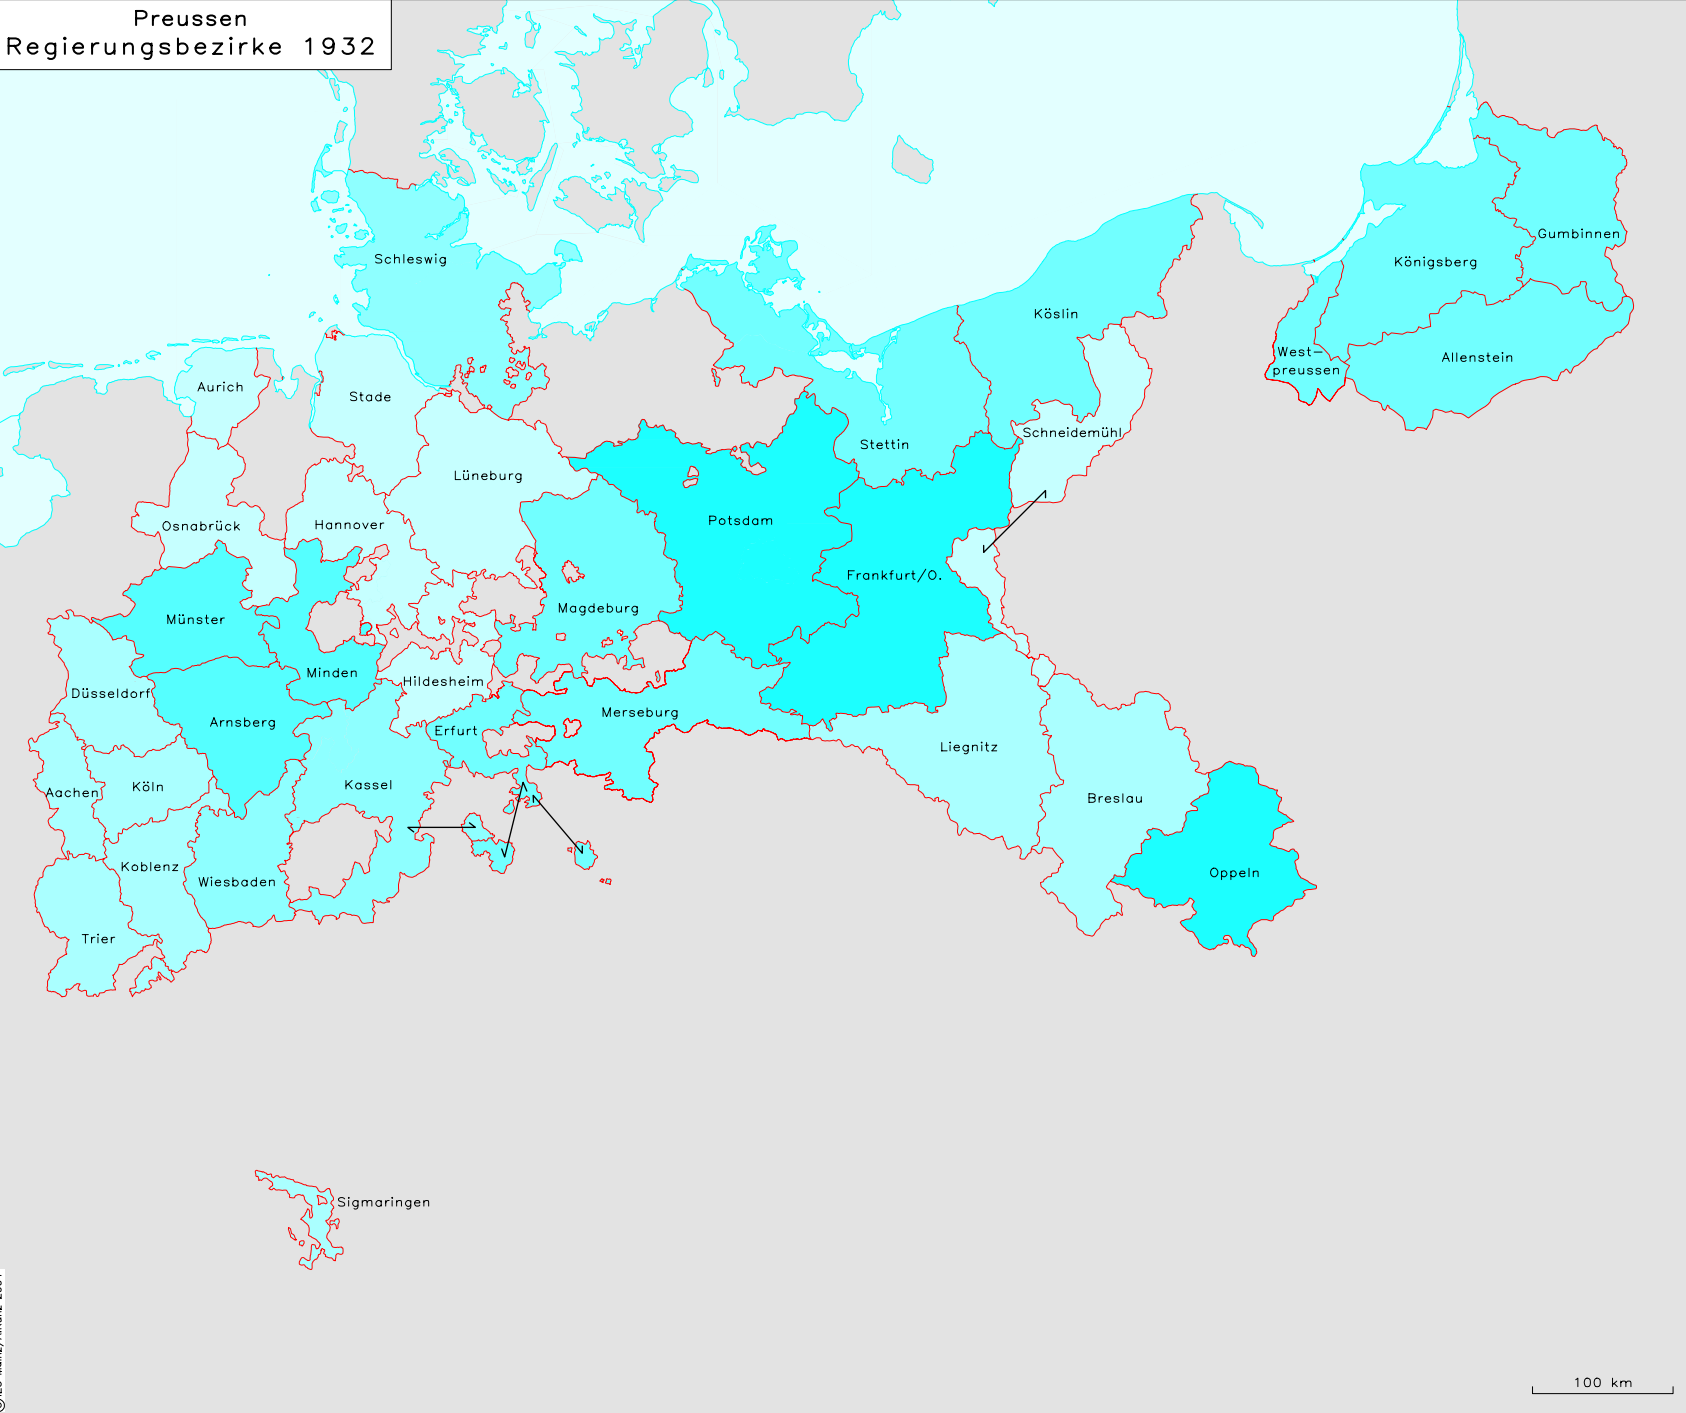 Preussen
Regierungsbezirke 1932
Gumbinnen
Schleswig
Königsberg
Köslin
West-
preussen
Allenstein
Aurich
Stade
Schneidemühl
Stettin
Lüneburg
Osnabrück
Hannover
Potsdam
Frankfurt/O.
Magdeburg
Münster
Minden
Hildesheim
Düsseldorf
Arnsberg
Erfurt
Merseburg
Liegnitz
Aachen
Köln
Kassel
Breslau
Koblenz
Wiesbaden
Oppeln
Trier
Sigmaringen
100 km